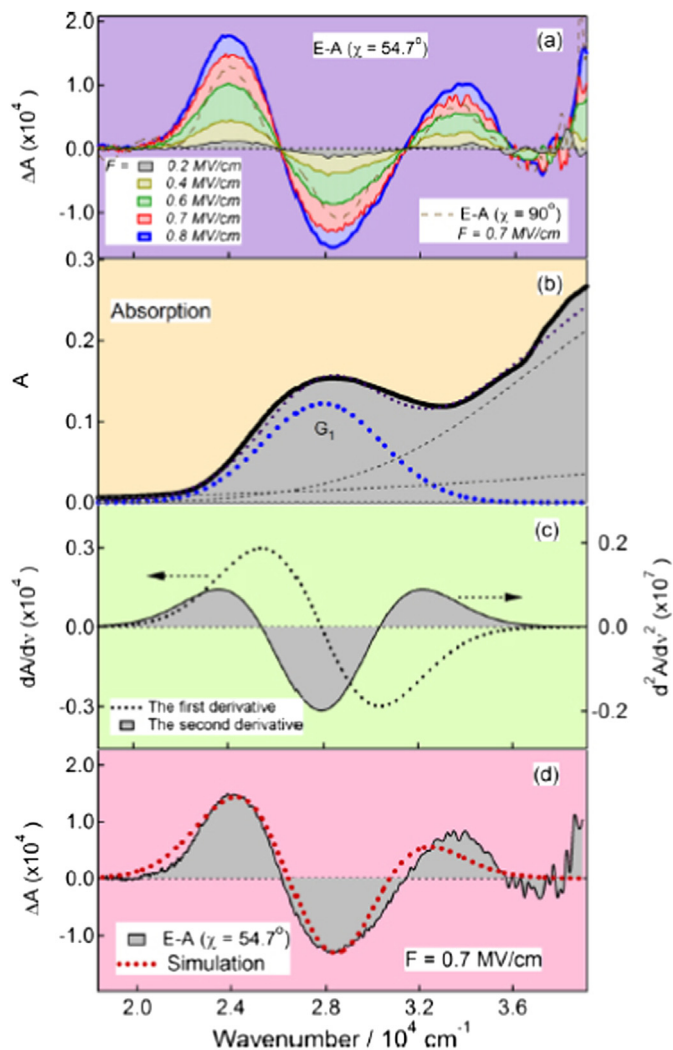 (a)
E-A (χ = 54.7°)
2.0
1.0
0.0
-1.0
ΔA (x10⁴)
F =
0.2 MV/cm
0.4 MV/cm
0.6 MV/cm
0.7 MV/cm
0.8 MV/cm
E-A (χ = 90°)
F = 0.7 MV/cm
(b)
Absorption
0.3
0.2
0.1
0.0
A
G₁
(c)
0.3
0.0
-0.3
dA/dν (x10⁴)
0.2
0.0
-0.2
d²A/dν² (x10⁷)
The first derivative
The second derivative
(d)
2.0
1.0
0.0
-1.0
ΔA (x10⁴)
E-A (χ = 54.7°)
Simulation
F = 0.7 MV/cm
2.0
2.4
2.8
3.2
3.6
Wavenumber / 10⁴ cm⁻¹